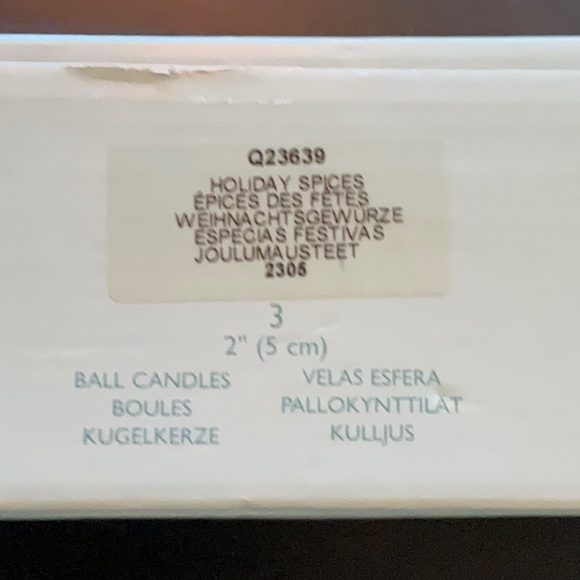 Q23639
HOLIDAY SPICES
ÉPICES DES FÊTES
WEIHNACHTSGEWÜRZE
ESPECIAS FESTIVAS
JOULUMAUSTEET
2305
3
2" (5 cm)
BALL CANDLES
BOULES
KUGELKERZE
VELAS ESFERA
PALLOKYNTTILÄT
KULLJUS